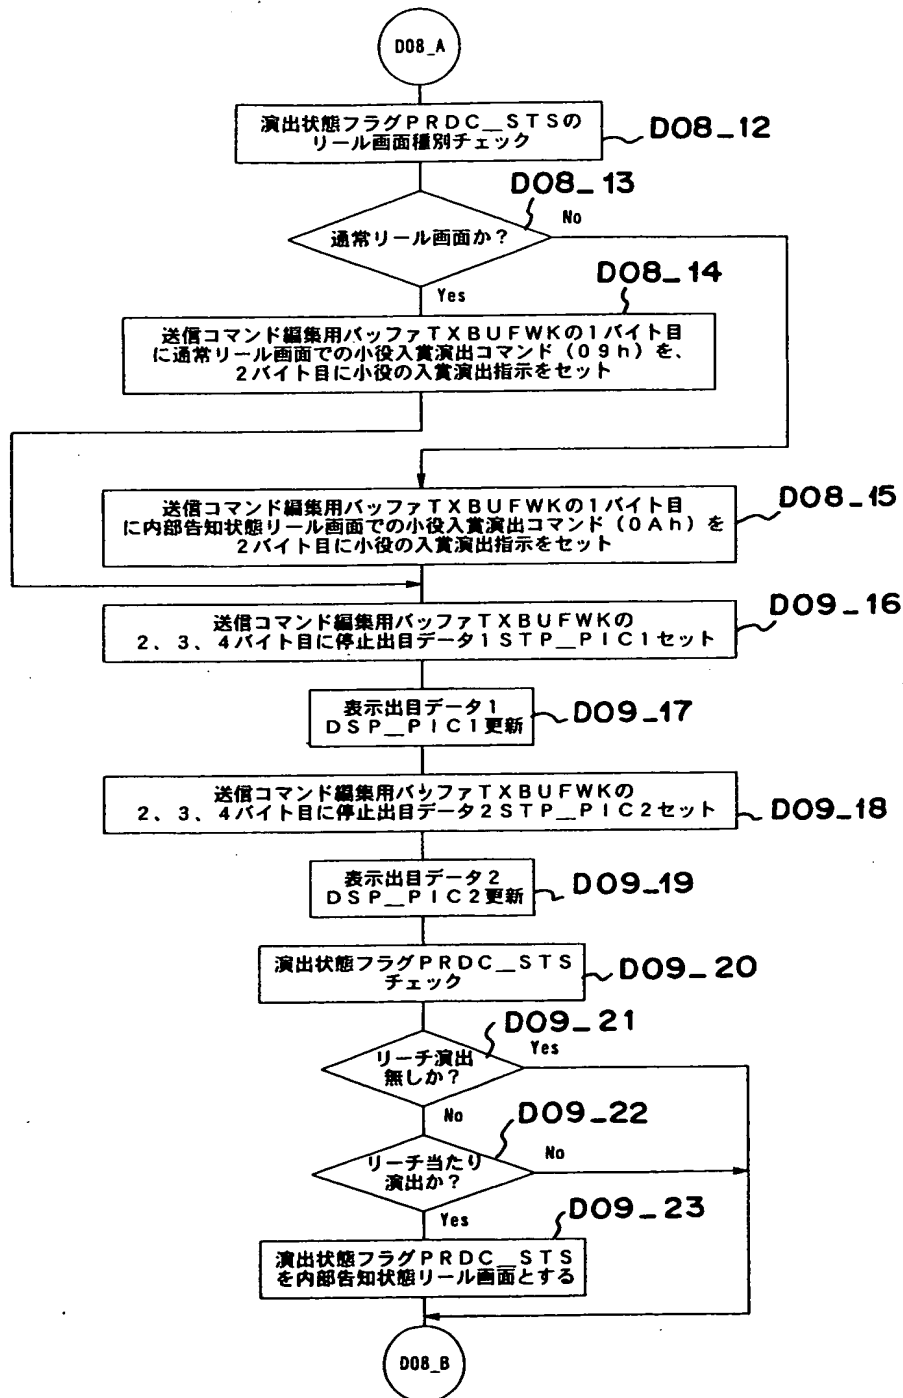 D08_A
演出状態フラグPRDC__STSの
リール画面種別チェック
D08_12
D08_13
通常リール画面か?
No
Yes
D08_14
送信コマンド編集用バッファTXBUFWKの1バイト目
に通常リール画面での小役入賞演出コマンド(09h)を、
2バイト目に小役の入賞演出指示をセット
送信コマンド編集用バッファTXBUFWKの1バイト目
に内部告知状態リール画面での小役入賞演出コマンド(0Ah)を
2バイト目に小役の入賞演出指示をセット
D08_15
送信コマンド編集用バッファTXBUFWKの
2、3、4バイト目に停止出目データ1STP__PIC1セット
D09_16
表示出目データ1
DSP__PIC1更新
D09_17
送信コマンド編集用バッファTXBUFWKの
2、3、4バイト目に停止出目データ2STP__PIC2セット
D09_18
表示出目データ2
DSP__PIC2更新
D09_19
演出状態フラグPRDC__STS
チェック
D09_20
D09_21
リーチ演出
無しか?
Yes
No
D09_22
リーチ当たり
演出か?
No
Yes
D09_23
演出状態フラグPRDC__STS
を内部告知状態リール画面とする
D08_B